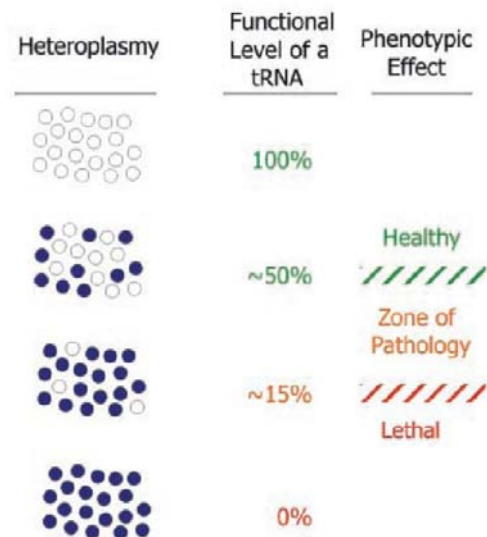 Heteroplasmy
Functional
Level of a
tRNA
Phenotypic
Effect
100%
Healthy
~50%
Zone of
Pathology
~15%
Lethal
0%